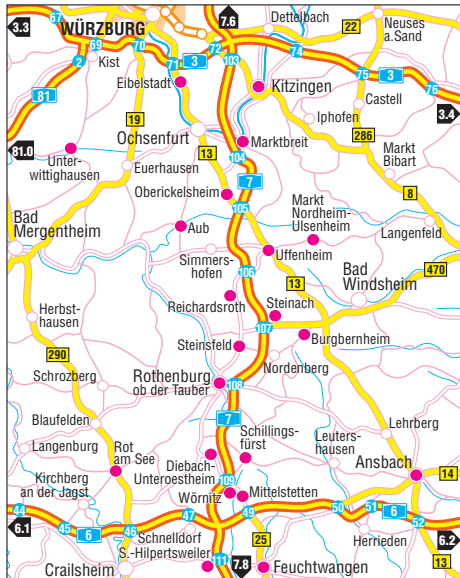 3.3
67
WÜRZBURG
7.6
Dettelbach
22
Neuses
a.Sand
69
70
72
103
74
2
Kist
71
3
75
3
76
Eibelstadt
Kitzingen
81
Castell
3.4
19
Iphofen
Ochsenfurt
286
81.0
Marktbreit
Unter-
wittighausen
13
104
Markt
Bibart
Euerhausen
7
Oberickelsheim
8
105
Markt
Nordheim-
Ulsenheim
Bad
Mergentheim
Aub
Langenfeld
Uffenheim
Simmers-
hofen
470
106
13
Bad
Windsheim
Reichardsroth
Steinach
Herbst-
hausen
107
Steinsfeld
Burgbernheim
290
Nordenberg
Schrozberg
Rothenburg
ob der Tauber
108
Blaufelden
7
Schillings-
fürst
Lehrberg
Langenburg
Rot
am See
Leuters-
hausen
Diebach-
Unteroestheim
Ansbach
Kirchberg
an der Jagst
109
14
Wörnitz
Mittelstetten
44
47
49
50
51
6
6.1
45
6
46
52
Schnelldorf
25
Herrieden
6.2
S.-Hilpertsweiler
13
Crailsheim
111
7.8
Feuchtwangen